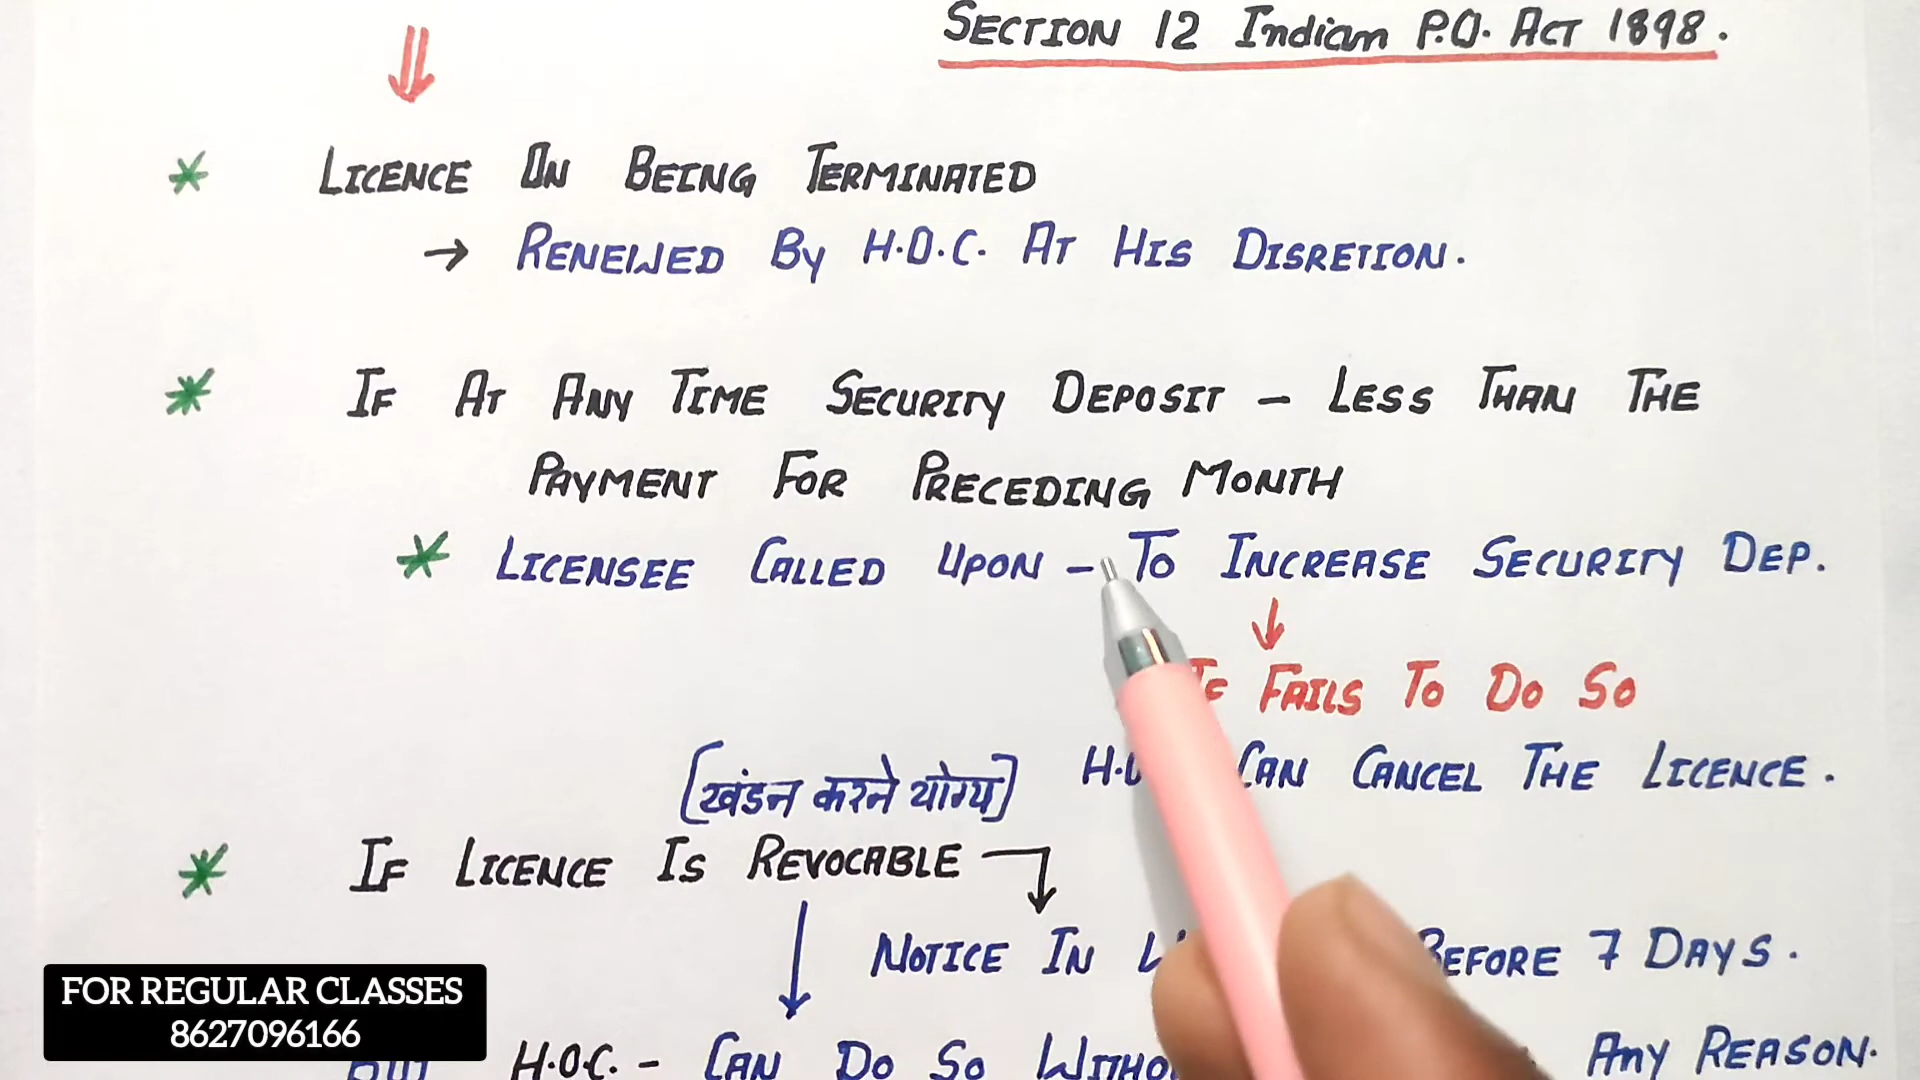 SECTION 12 Indian P.O. ACT 1898.
LICENCE ON BEING TERMINATED
→ RENEWED By H.O.C. AT HIS DISRETION.
IF AT ANY TIME SECURITY DEPOSIT – LESS THAN THE
PAYMENT FOR PRECEDING MONTH
LICENSEE CALLED UPON – TO INCREASE SECURITY DEP.
FAILS TO DO SO
CAN CANCEL THE LICENCE.
[खंडन करने योग्य]
IF LICENCE IS REVOCABLE
NOTICE IN BEFORE 7 DAYS.
H.O.C. – CAN DO SO ANY REASON.
FOR REGULAR CLASSES
8627096166